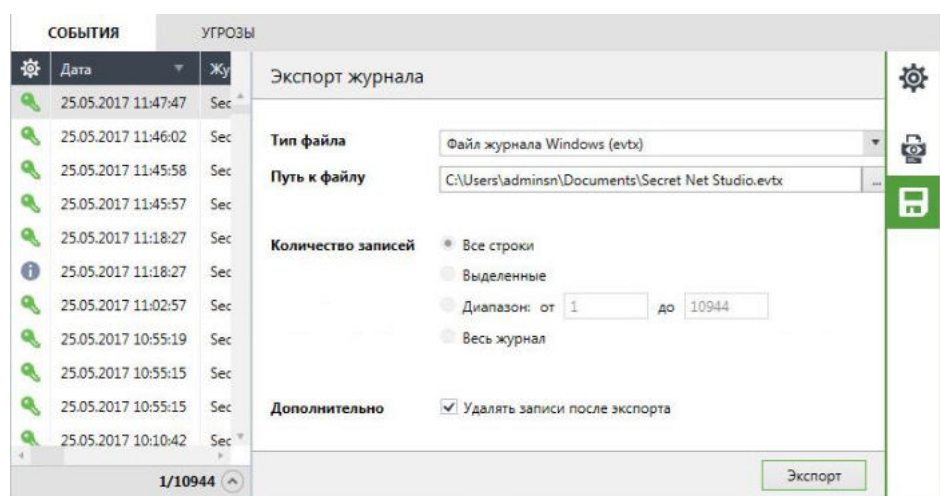 СОБЫТИЯ УГРОЗЫ
Дата Жу
25.05.2017 11:47:47 Sec
25.05.2017 11:46:02 Sec
25.05.2017 11:45:58 Sec
25.05.2017 11:45:57 Sec
25.05.2017 11:18:27 Sec
25.05.2017 11:18:27 Sec
25.05.2017 11:02:57 Sec
25.05.2017 10:55:19 Sec
25.05.2017 10:55:15 Sec
25.05.2017 10:55:15 Sec
25.05.2017 10:10:42 Sec
1/10944
Экспорт журнала
Тип файла Файл журнала Windows (evtx)
Путь к файлу C:\Users\adminsn\Documents\Secret Net Studio.evtx ...
Количество записей Все строки
Выделенные
Диапазон: от 1 до 10944
Весь журнал
Дополнительно Удалять записи после экспорта
Экспорт